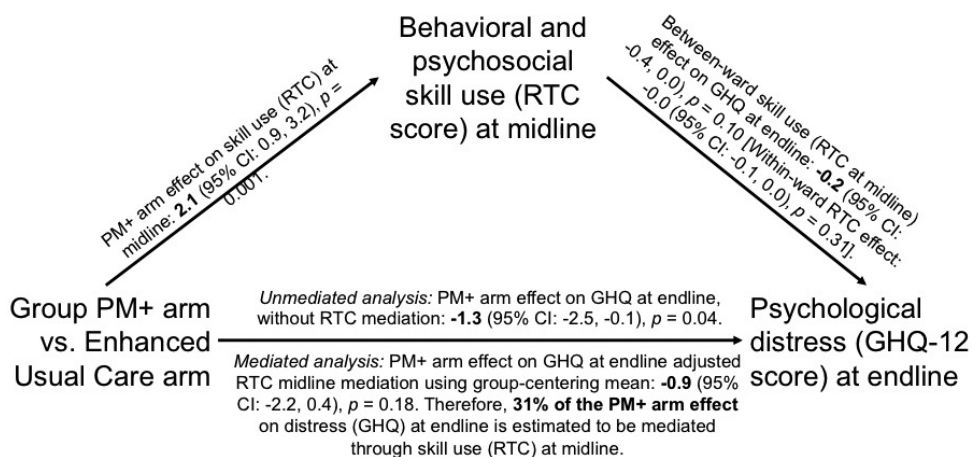 Behavioral and
psychosocial
skill use (RTC
score) at midline
PM+ arm effect on skill use (RTC) at
midline: 2.1 (95% CI: 0.9, 3.2), p =
0.001.
Between-ward skill use (RTC at midline)
effect on GHQ at endline: -0.2 (95% CI:
-0.4, 0.0), p = 0.10 [Within-ward RTC effect:
-0.0 (95% CI: -0.1, 0.0), p = 0.31].
Group PM+ arm
vs. Enhanced
Usual Care arm
Unmediated analysis: PM+ arm effect on GHQ at endline,
without RTC mediation: -1.3 (95% CI: -2.5, -0.1), p = 0.04.
Mediated analysis: PM+ arm effect on GHQ at endline adjusted
RTC midline mediation using group-centering mean: -0.9 (95%
CI: -2.2, 0.4), p = 0.18. Therefore, 31% of the PM+ arm effect
on distress (GHQ) at endline is estimated to be mediated
through skill use (RTC) at midline.
Psychological
distress (GHQ-12
score) at endline